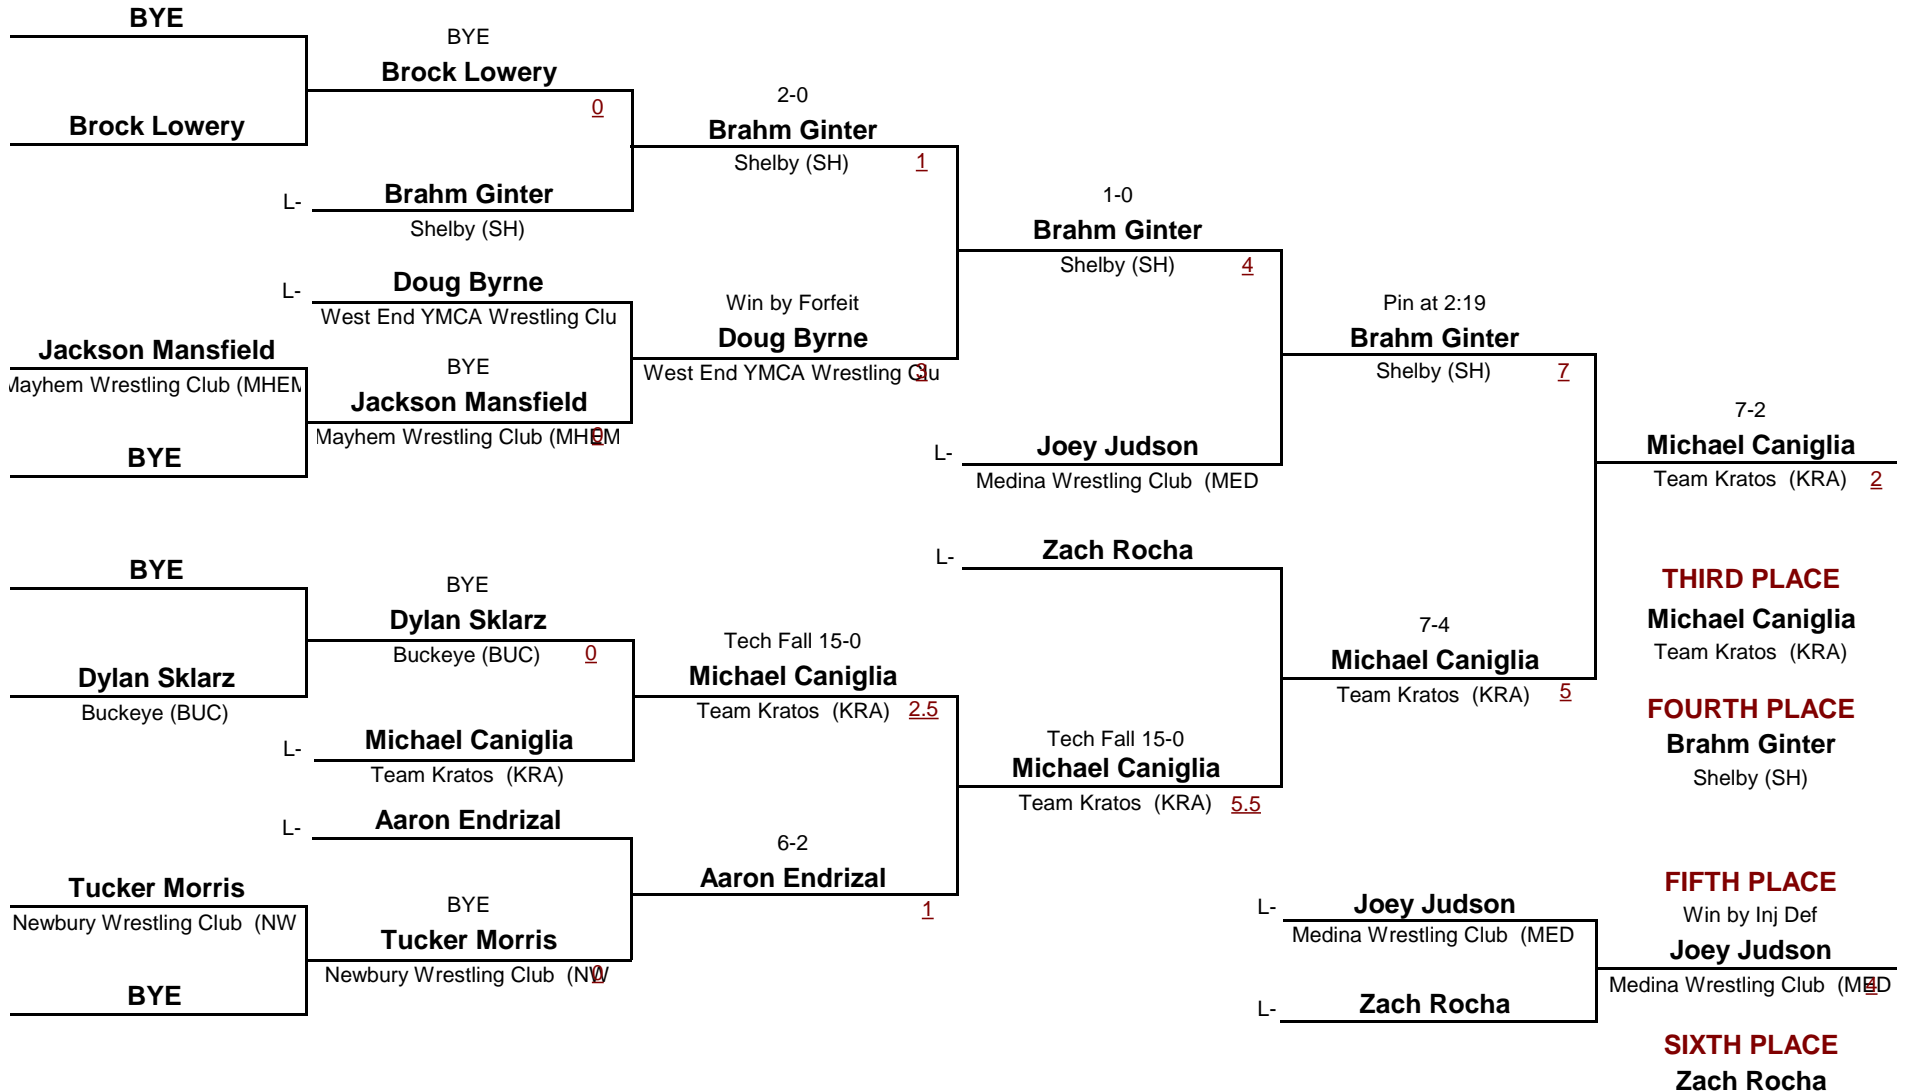 BYE
Brock Lowery
BYE
Brock Lowery
0
L-
Brahm Ginter
Shelby (SH)
2-0
Brahm Ginter
Shelby (SH) 1
L-
Doug Byrne
West End YMCA Wrestling Clu
Jackson Mansfield
Mayhem Wrestling Club (MHEM
BYE
BYE
Jackson Mansfield
Mayhem Wrestling Club (MHEM 0
Win by Forfeit
Doug Byrne
West End YMCA Wrestling Clu 3
1-0
Brahm Ginter
Shelby (SH) 4
L-
Joey Judson
Medina Wrestling Club (MED
Pin at 2:19
Brahm Ginter
Shelby (SH) 7
7-2
Michael Caniglia
Team Kratos (KRA) 2
BYE
Dylan Sklarz
Buckeye (BUC)
BYE
Dylan Sklarz
Buckeye (BUC) 0
L-
Michael Caniglia
Team Kratos (KRA)
Tech Fall 15-0
Michael Caniglia
Team Kratos (KRA) 2.5
L-
Aaron Endrizal
Tucker Morris
Newbury Wrestling Club (NW
BYE
BYE
Tucker Morris
Newbury Wrestling Club (NW 0
6-2
Aaron Endrizal
1
L-
Zach Rocha
Tech Fall 15-0
Michael Caniglia
Team Kratos (KRA) 5.5
7-4
Michael Caniglia
Team Kratos (KRA) 5
THIRD PLACE
Michael Caniglia
Team Kratos (KRA)
FOURTH PLACE
Brahm Ginter
Shelby (SH)
L-
Joey Judson
Medina Wrestling Club (MED
L-
Zach Rocha
FIFTH PLACE
Win by Inj Def
Joey Judson
Medina Wrestling Club (MED 4
SIXTH PLACE
Zach Rocha